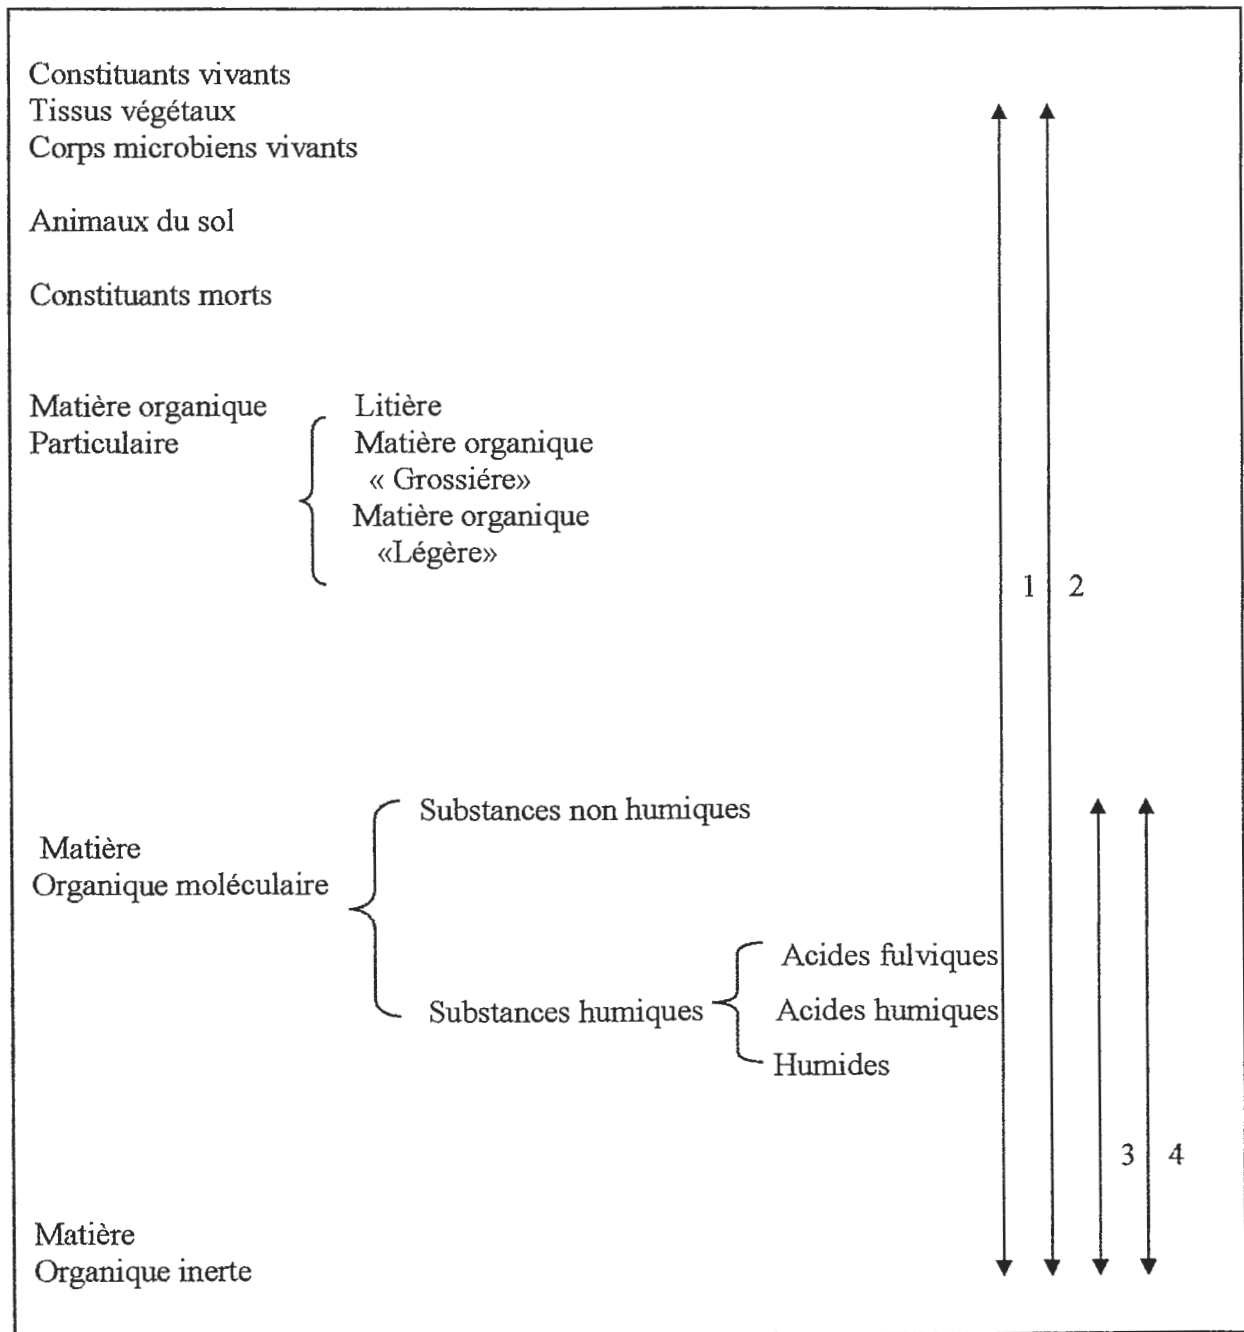 Constituants vivants
Tissus végétaux
Corps microbiens vivants
Animaux du sol
Constituants morts
Matière organique
Particulaire
Litière
Matière organique
« Grossiére»
Matière organique
«Légère»
1
2
Substances non humiques
Matière
Organique moléculaire
Substances humiques
Acides fulviques
Acides humiques
Humides
3
4
Matière
Organique inerte